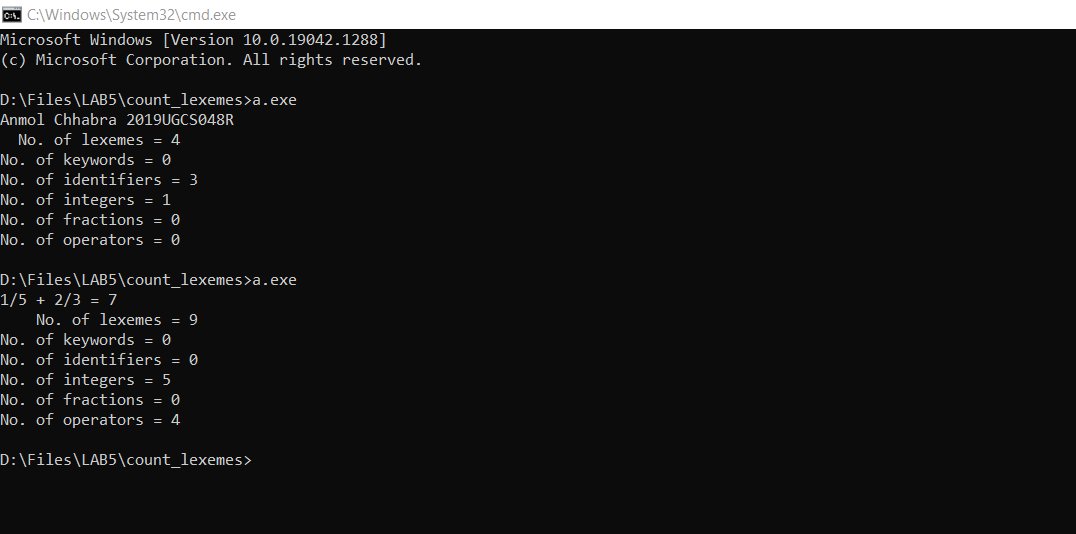 C:\Windows\System32\cmd.exe
Microsoft Windows [Version 10.0.19042.1288]
(c) Microsoft Corporation. All rights reserved.
D:\Files\LAB5\count_lexemes>a.exe
Anmol Chhabra 2019UGCS048R
No. of lexemes = 4
No. of keywords = 0
No. of identifiers = 3
No. of integers = 1
No. of fractions = 0
No. of operators = 0
D:\Files\LAB5\count_lexemes>a.exe
1/5 + 2/3 = 7
No. of lexemes = 9
No. of keywords = 0
No. of identifiers = 0
No. of integers = 5
No. of fractions = 0
No. of operators = 4
D:\Files\LAB5\count_lexemes>